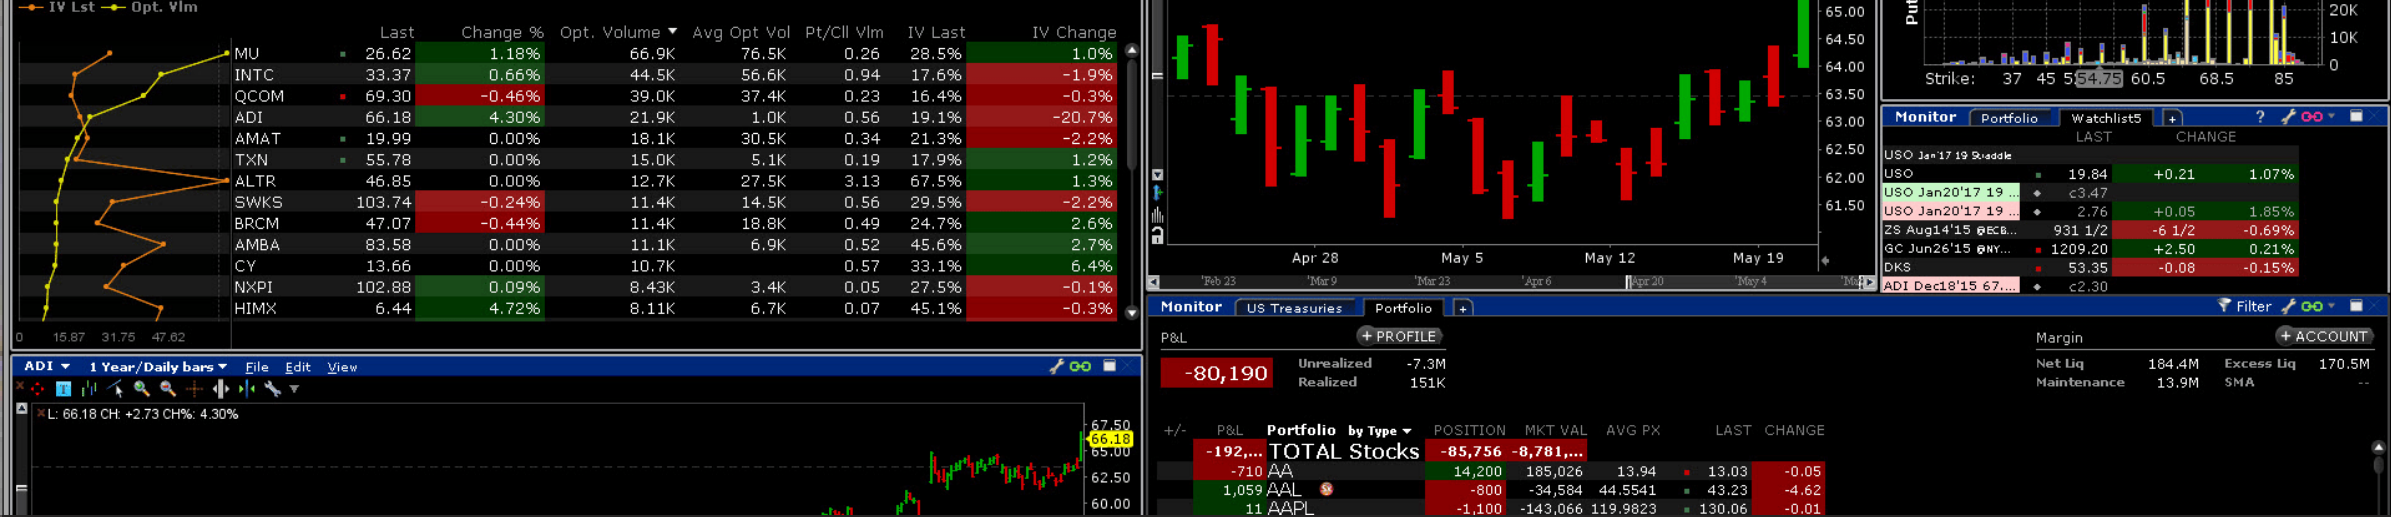 IV Lst Opt. Vlm
Last Change % Opt. Volume Avg Opt Vol Pt/Cll Vlm IV Last IV Change
MU 26.62 1.18% 66.9K 76.5K 0.26 28.5% 1.0%
INTC 33.37 0.66% 44.5K 56.6K 0.94 17.6% -1.9%
QCOM 69.30 -0.46% 39.0K 37.4K 0.23 16.4% -0.3%
ADI 66.18 4.30% 21.9K 1.0K 0.56 19.1% -20.7%
AMAT 19.99 0.00% 18.1K 30.5K 0.34 21.3% -2.2%
TXN 55.78 0.00% 15.0K 5.1K 0.19 17.9% 1.2%
ALTR 46.85 0.00% 12.7K 27.5K 3.13 67.5% 1.3%
SWKS 103.74 -0.24% 11.4K 14.5K 0.56 29.5% -2.2%
BRCM 47.07 -0.44% 11.4K 18.8K 0.49 24.7% 2.6%
AMBA 83.58 0.00% 11.1K 6.9K 0.52 45.6% 2.7%
CY 13.66 0.00% 10.7K 0.57 33.1% 6.4%
NXPI 102.88 0.09% 8.43K 3.4K 0.05 27.5% -0.1%
HIMX 6.44 4.72% 8.11K 6.7K 0.07 45.1% -0.3%
0 15.87 31.75 47.62
ADI 1 Year/Daily bars File Edit View
L: 66.18 CH: +2.73 CH%: 4.30%
67.50
66.18
65.00
62.50
60.00
65.00
64.50
64.00
63.50
63.00
62.50
62.00
61.50
Apr 28 May 5 May 12 May 19
Feb 23 Mar 9 Mar 23 Apr 6 Apr 20 May 4
Put
20K
10K
0
Strike: 37 45 54.75 60.5 68.5 85
Monitor Portfolio Watchlist5 + ?
LAST CHANGE
USO Jan'17 19 Straddle
USO 19.84 +0.21 1.07%
USO Jan20'17 19 ... c3.47
USO Jan20'17 19 ... 2.76 +0.05 1.85%
ZS Aug14'15 @ECB... 931 1/2 -6 1/2 -0.69%
GC Jun26'15 @NY... 1209.20 +2.50 0.21%
DKS 53.35 -0.08 -0.15%
ADI Dec18'15 67.... c2.30
Monitor US Treasuries Portfolio + Filter
P&L + PROFILE Margin + ACCOUNT
-80,190
Unrealized -7.3M
Realized 151K
Net Liq 184.4M Excess Liq 170.5M
Maintenance 13.9M SMA --
+/- P&L Portfolio by Type POSITION MKT VAL AVG PX LAST CHANGE
-192,... TOTAL Stocks -85,756 -8,781,...
-710 AA 14,200 185,026 13.94 13.03 -0.05
1,059 AAL -800 -34,584 44.5541 43.23 -4.62
11 AAPL -1,100 -143,066 119.9823 130.06 -0.01